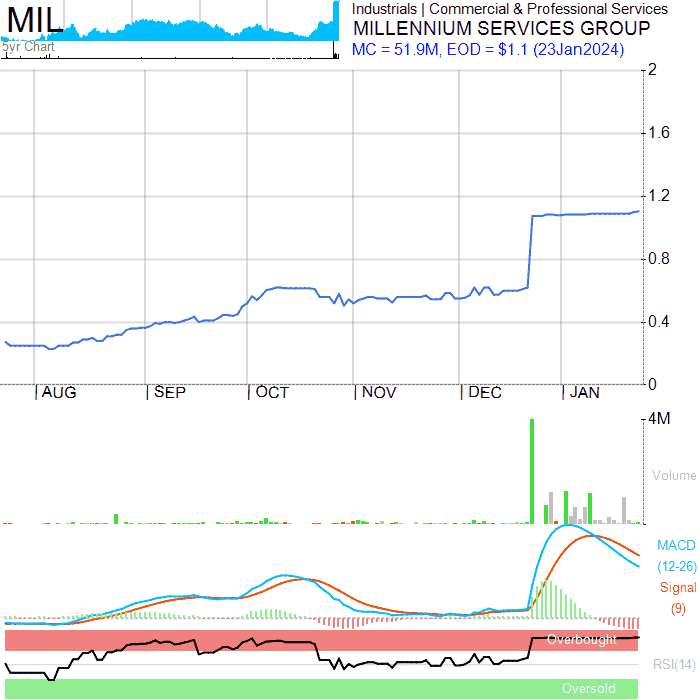 MIL
5yr Chart
Industrials | Commercial & Professional Services
MILLENNIUM SERVICES GROUP
MC = 51.9M, EOD = $1.1 (23Jan2024)
2
1.6
1.2
0.8
0.4
0
AUG SEP OCT NOV DEC JAN
4M
Volume
MACD
(12-26)
Signal
(9)
Overbought
RSI(14)
Oversold